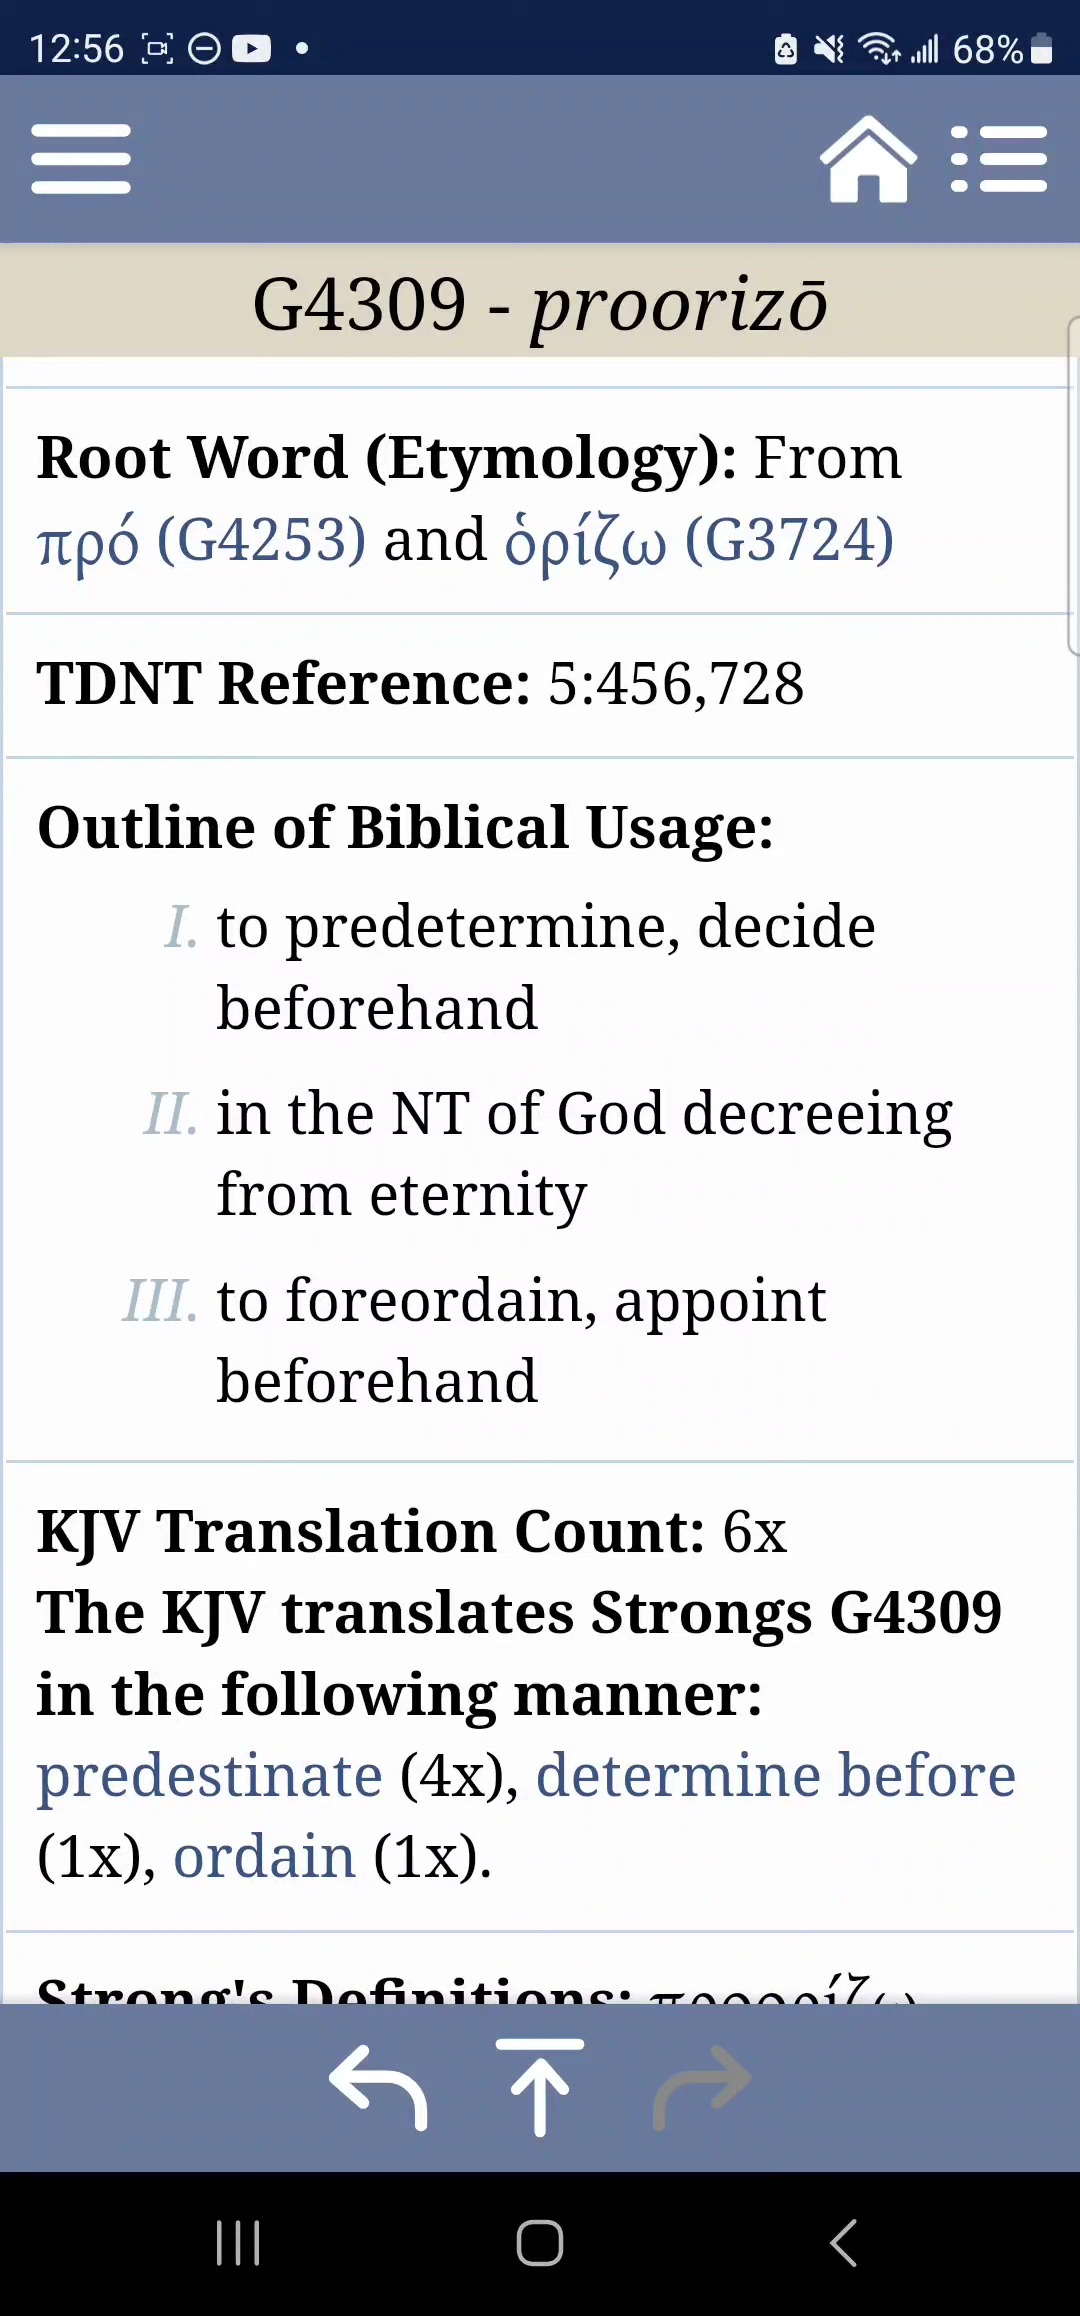 12:56 68%
G4309 - proorizō
Root Word (Etymology): From
πρό (G4253) and ὁρίζω (G3724)
TDNT Reference: 5:456,728
Outline of Biblical Usage:
I. to predetermine, decide
beforehand
II. in the NT of God decreeing
from eternity
III. to foreordain, appoint
beforehand
KJV Translation Count: 6x
The KJV translates Strongs G4309
in the following manner:
predestinate (4x), determine before
(1x), ordain (1x).
Strong's Definitions: προορίζω